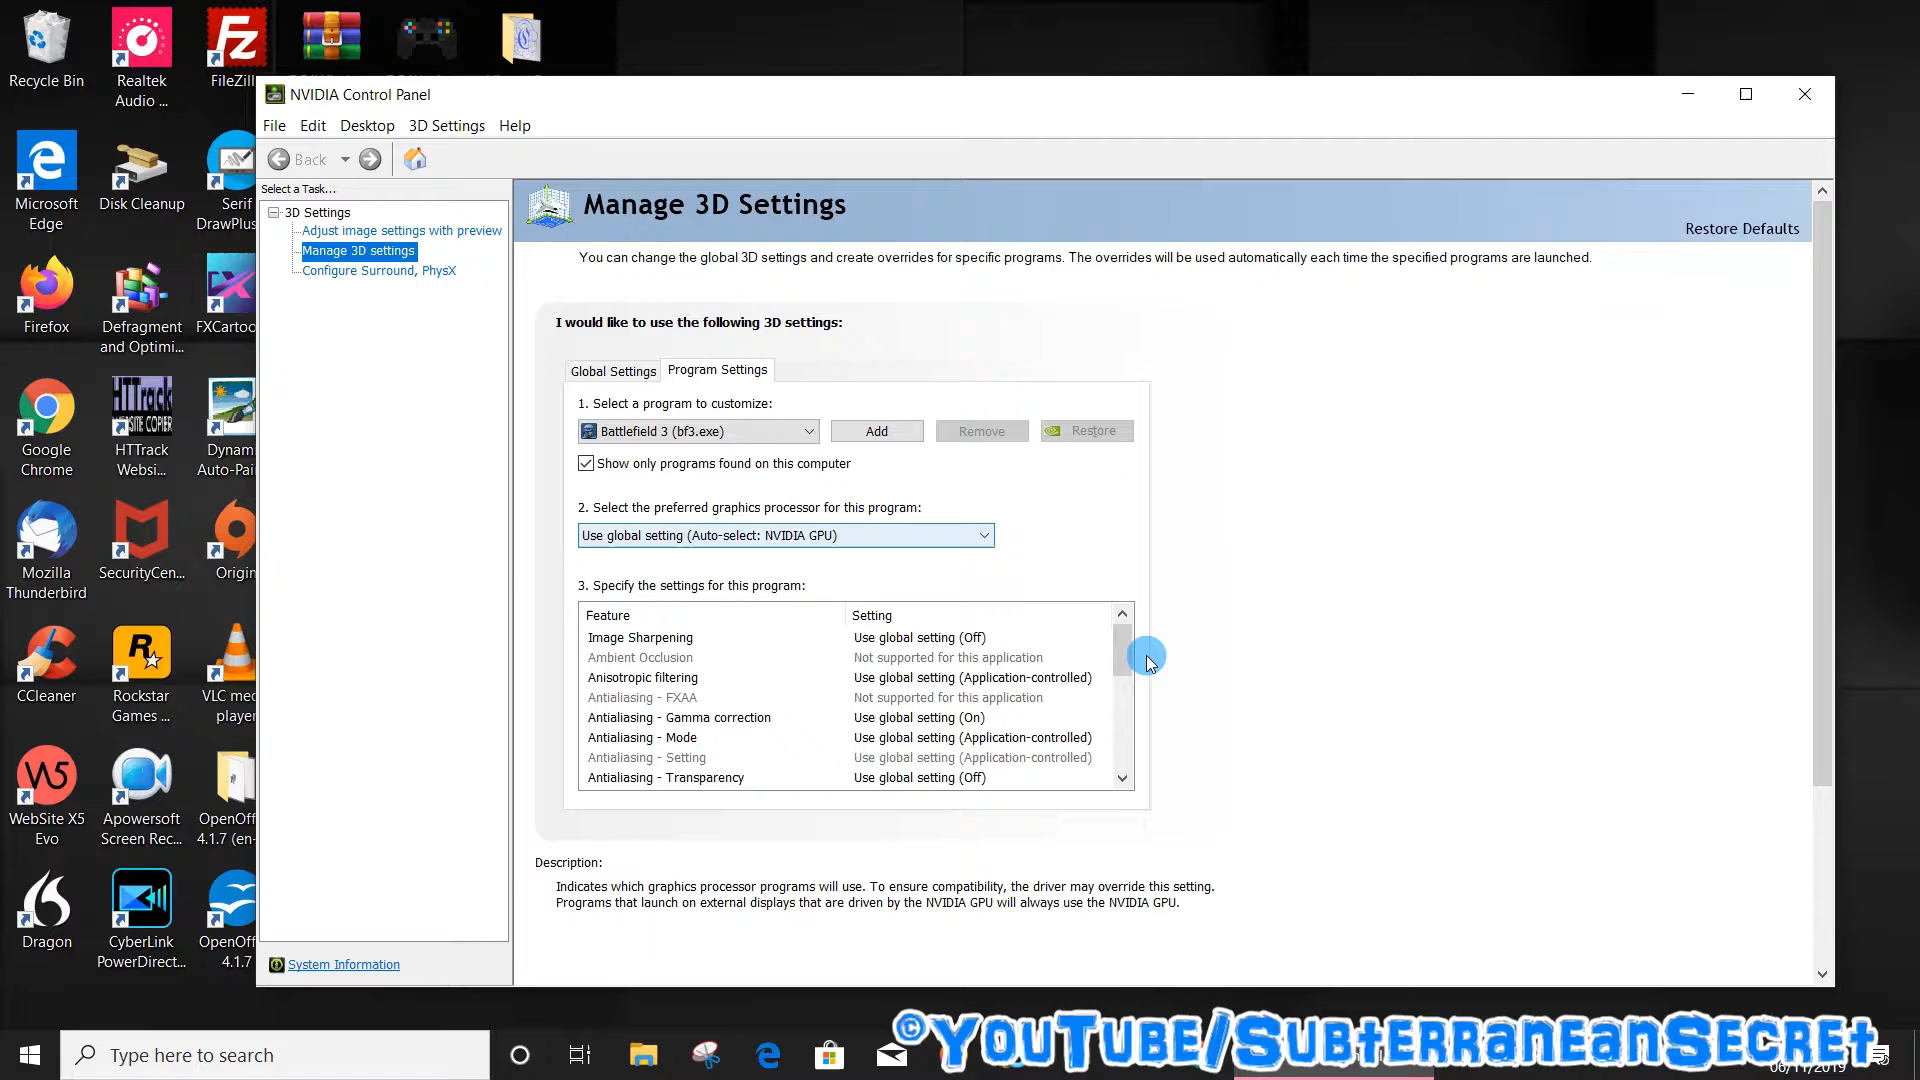 Recycle Bin
Realtek
Audio ...
FileZill
Microsoft
Edge
Disk Cleanup
Serif
DrawPlus
Firefox
Defragment
and Optimi...
FXCartoo
Google
Chrome
HTTrack
Websi...
Dynam
Auto-Pai
Mozilla
Thunderbird
SecurityCen...
Origin
CCleaner
Rockstar
Games ...
VLC med
player
WebSite X5
Evo
Apowersoft
Screen Rec...
OpenOff
4.1.7 (en-
Dragon
CyberLink
PowerDirect...
OpenOff
4.1.7
NVIDIA Control Panel
File Edit Desktop 3D Settings Help
Back
Select a Task...
3D Settings
Adjust image settings with preview
Manage 3D settings
Configure Surround, PhysX
System Information
Manage 3D Settings
Restore Defaults
You can change the global 3D settings and create overrides for specific programs. The overrides will be used automatically each time the specified programs are launched.
I would like to use the following 3D settings:
Global Settings Program Settings
1. Select a program to customize:
Battlefield 3 (bf3.exe) Add Remove Restore
Show only programs found on this computer
2. Select the preferred graphics processor for this program:
Use global setting (Auto-select: NVIDIA GPU)
3. Specify the settings for this program:
Feature Setting
Image Sharpening Use global setting (Off)
Ambient Occlusion Not supported for this application
Anisotropic filtering Use global setting (Application-controlled)
Antialiasing - FXAA Not supported for this application
Antialiasing - Gamma correction Use global setting (On)
Antialiasing - Mode Use global setting (Application-controlled)
Antialiasing - Setting Use global setting (Application-controlled)
Antialiasing - Transparency Use global setting (Off)
Description:
Indicates which graphics processor programs will use. To ensure compatibility, the driver may override this setting.
Programs that launch on external displays that are driven by the NVIDIA GPU will always use the NVIDIA GPU.
Type here to search
©YouTube/SubterraneanSecret
06/11/2019